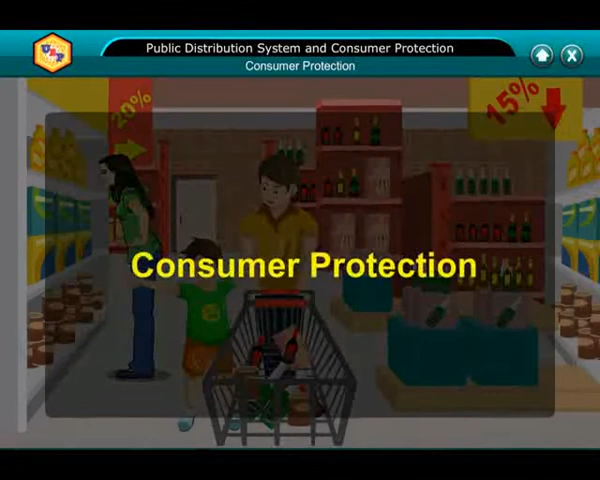 Public Distribution System and Consumer Protection
Consumer Protection
20%
15%
Consumer Protection